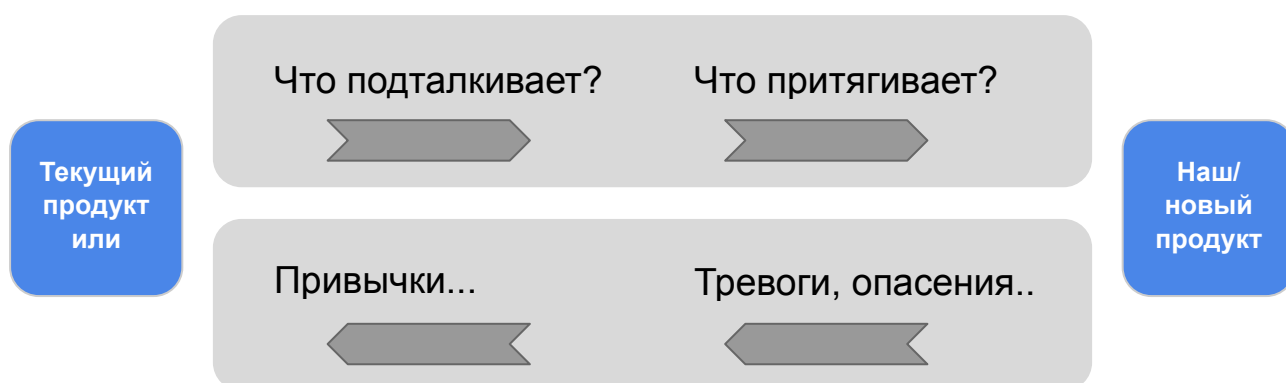 Что подталкивает?
Что притягивает?
Текущий
продукт
или
Наш/
новый
продукт
Привычки...
Тревоги, опасения..